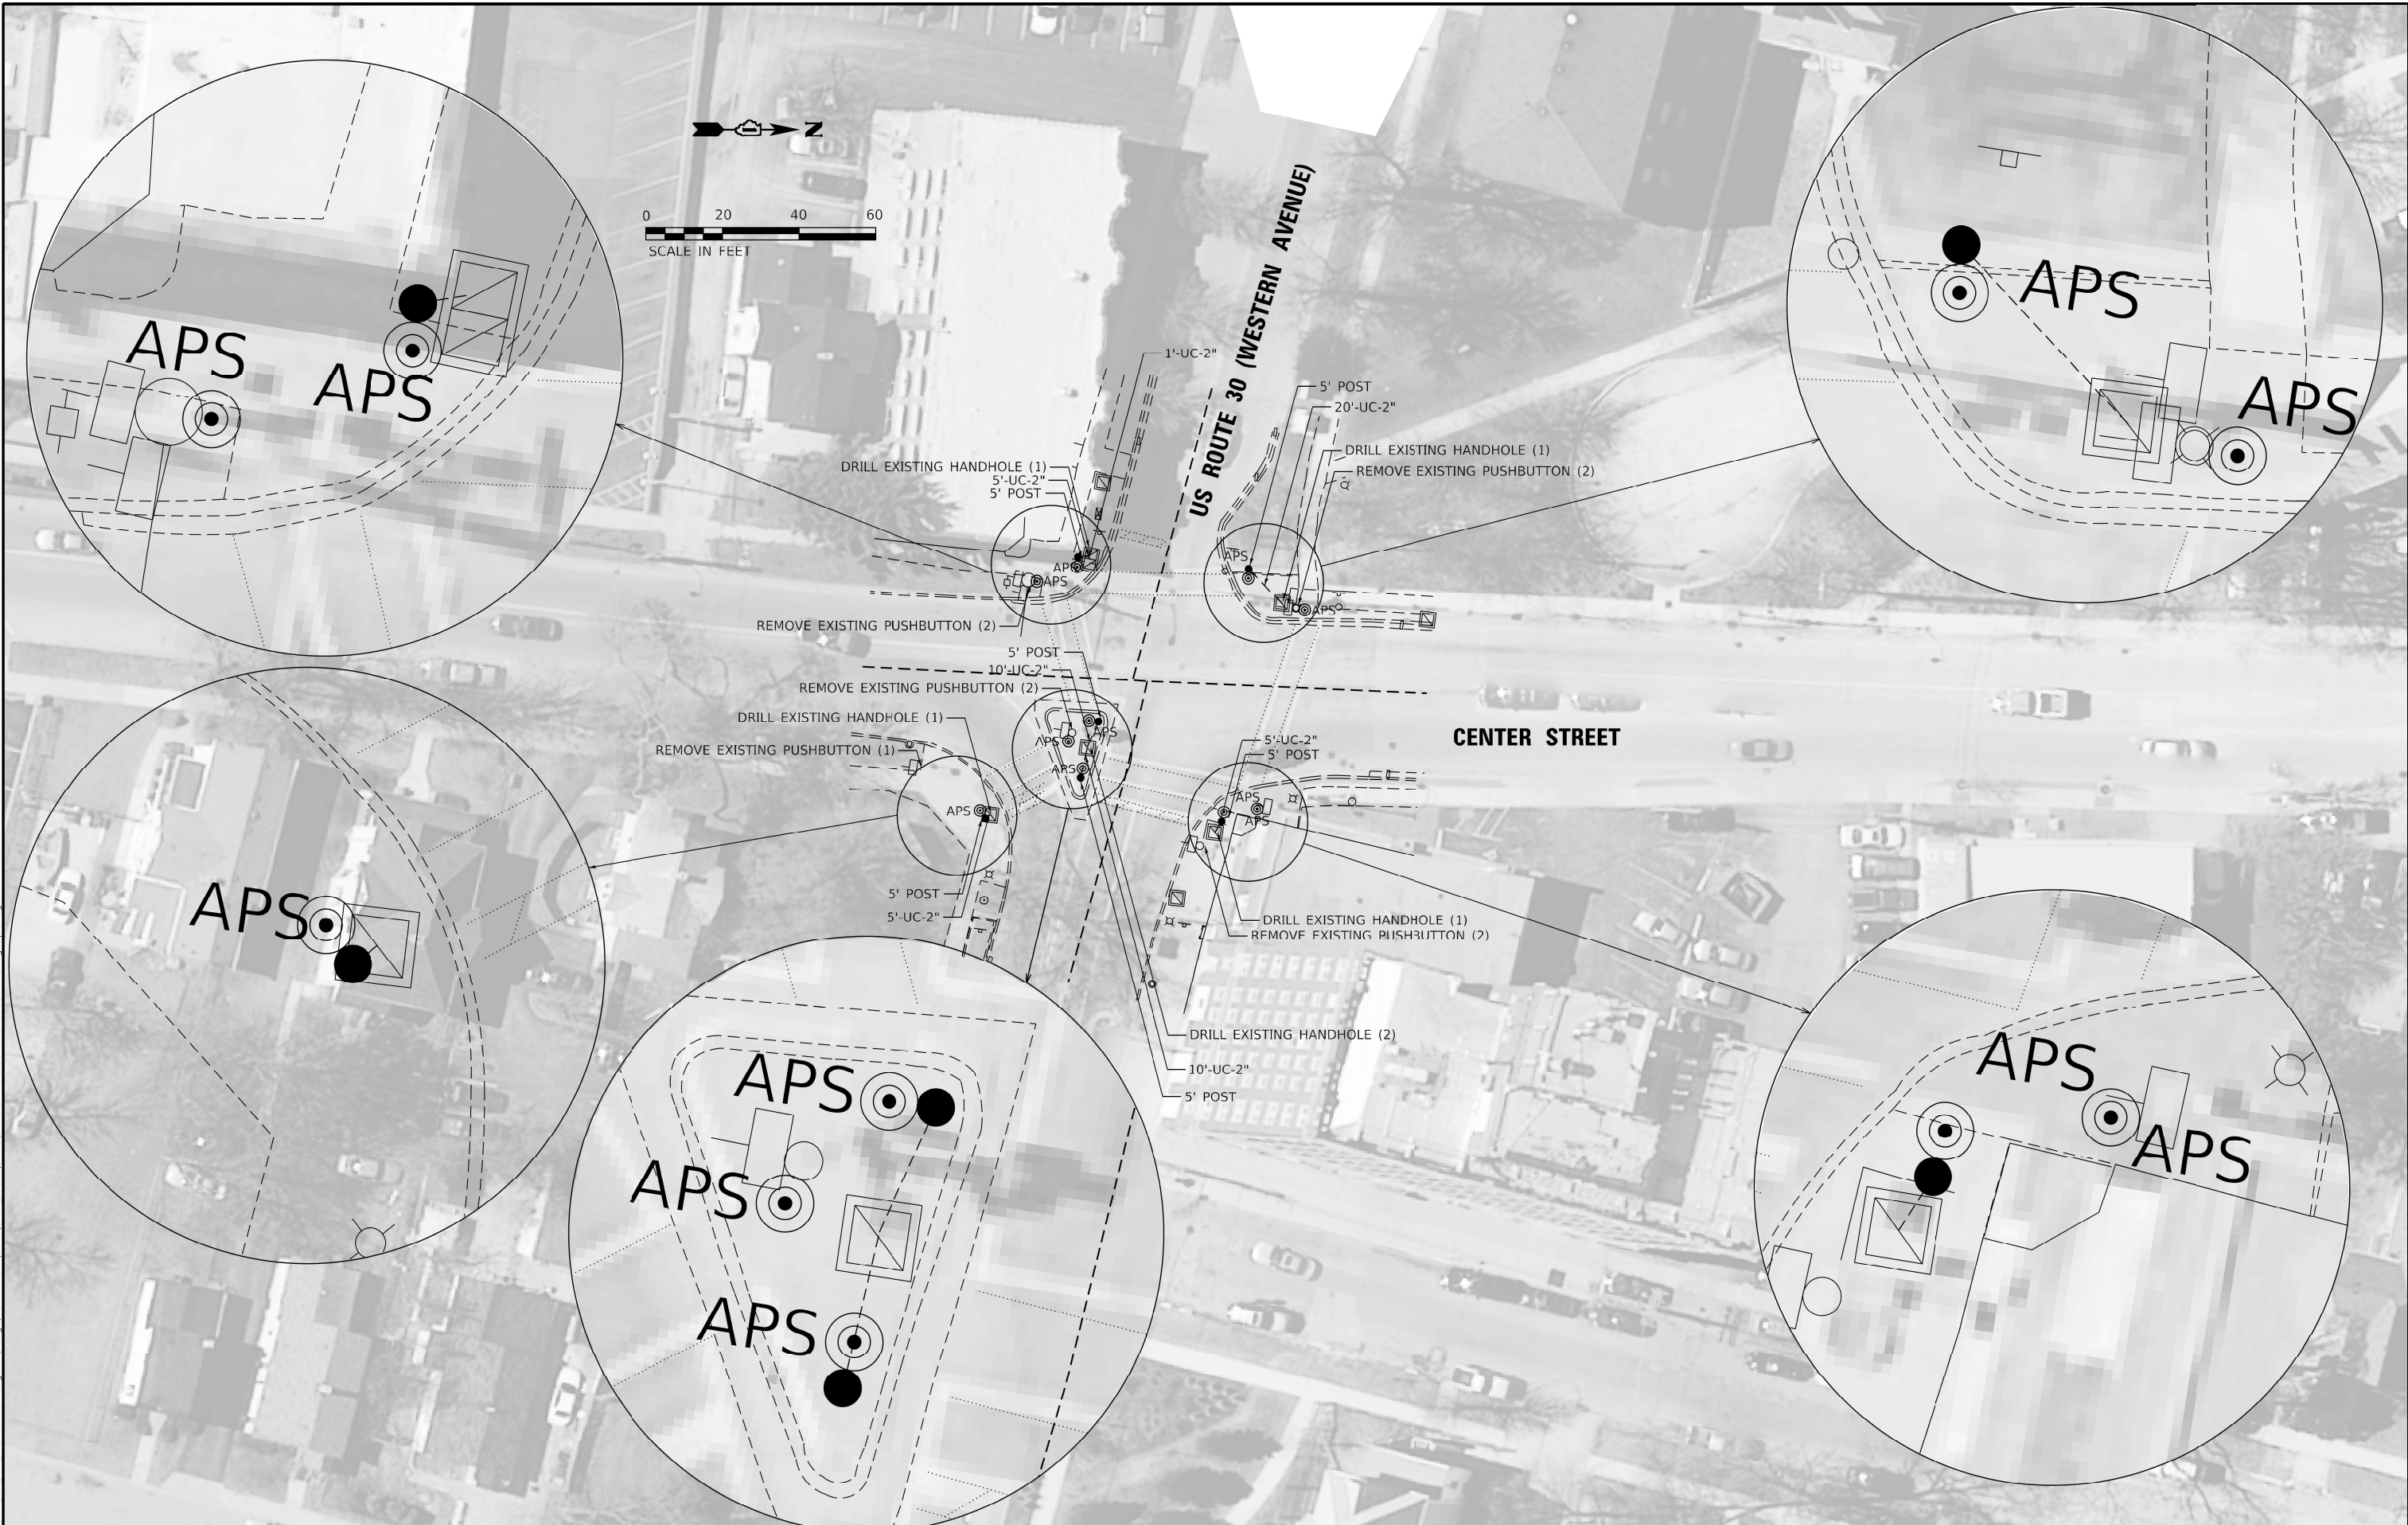 APS
APS
N
0 20 40 60
SCALE IN FEET
US ROUTE 30 (WESTERN AVENUE)
APS
APS
1'-UC-2"
5' POST
20'-UC-2"
DRILL EXISTING HANDHOLE (1)
REMOVE EXISTING PUSHBUTTON (2)
DRILL EXISTING HANDHOLE (1)
5'-UC-2"
5' POST
APS
APS
APS
APS
REMOVE EXISTING PUSHBUTTON (2)
5' POST
10'-UC-2"
REMOVE EXISTING PUSHBUTTON (2)
DRILL EXISTING HANDHOLE (1)
REMOVE EXISTING PUSHBUTTON (1)
APS
APS
APS
CENTER STREET
5'-UC-2"
5' POST
APS
APS
APS
5' POST
5'-UC-2"
DRILL EXISTING HANDHOLE (1)
REMOVE EXISTING PUSHBUTTON (2)
APS
DRILL EXISTING HANDHOLE (2)
10'-UC-2"
5' POST
APS
APS
APS
APS
APS